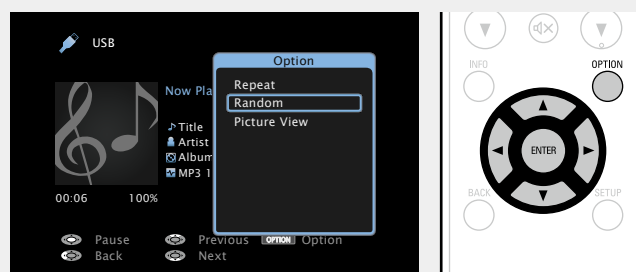 USB
Option
Now Pla
Repeat
Random
Picture View
Title
Artist
Album
MP3 1
00:06 100%
Pause Previous OPTION Option
Back Next
INFO OPTION
ENTER
BACK SETUP